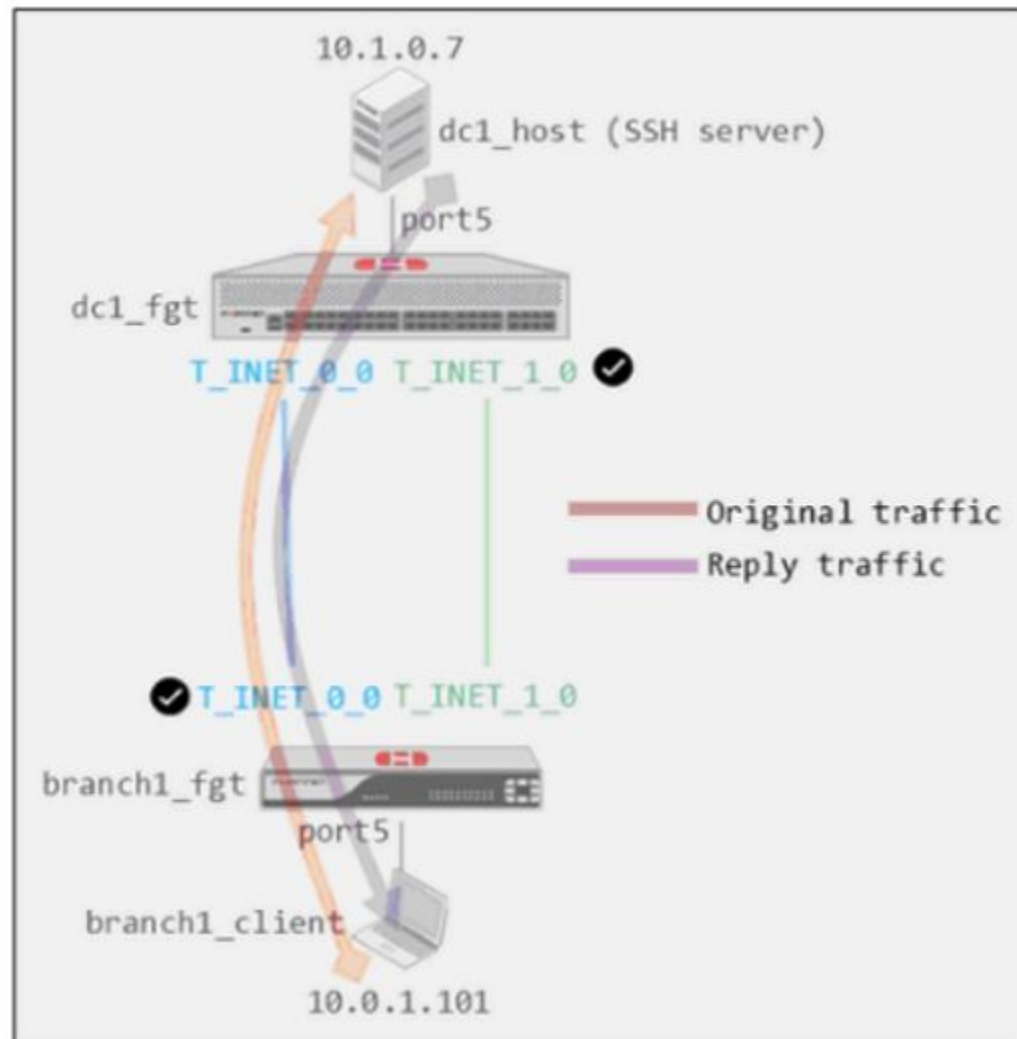 10.1.0.7
dc1_host (SSH server)
port5
dc1_fgt
T_INET_0_0 T_INET_1_0
Original traffic
Reply traffic
T_INET_0_0 T_INET_1_0
branch1_fgt
port5
branch1_client
10.0.1.101